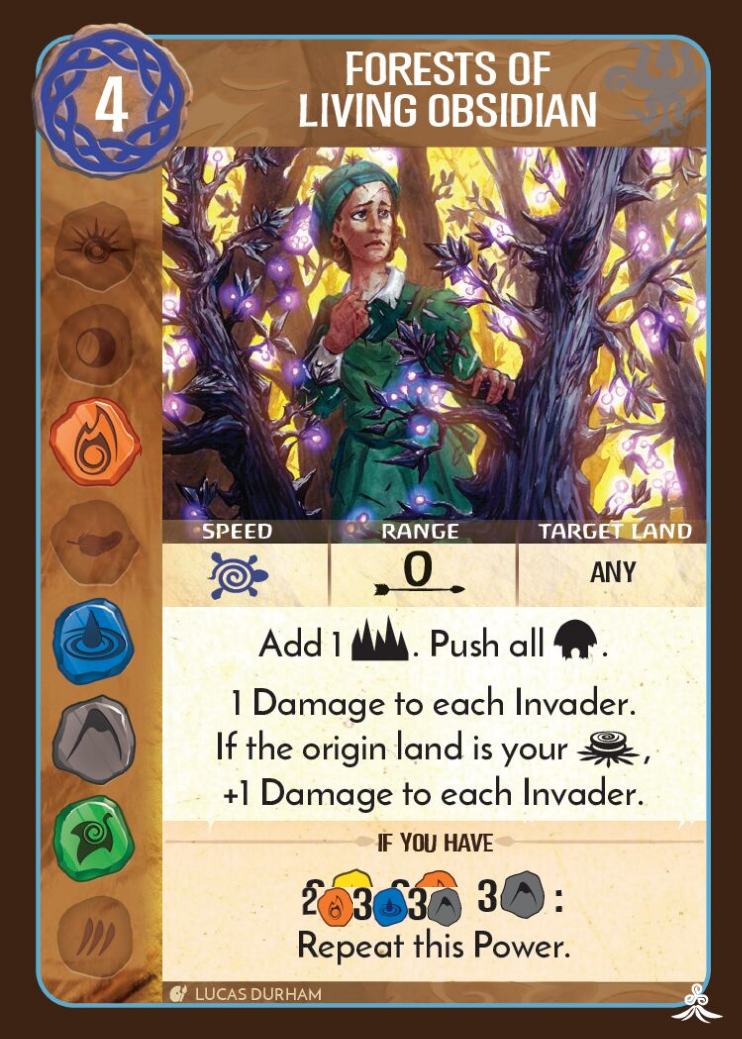 4
FORESTS OF
LIVING OBSIDIAN
SPEED RANGE TARGET LAND
0 ANY
Add 1 . Push all .
1 Damage to each Invader.
If the origin land is your ,
+1 Damage to each Invader.
IF YOU HAVE
2 3 3 3 :
Repeat this Power.
LUCAS DURHAM